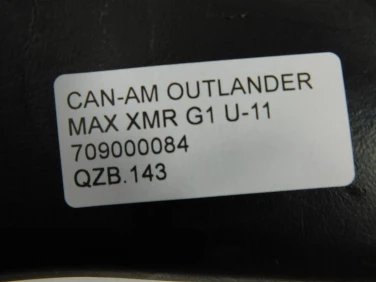 CAN-AM OUTLANDER
MAX XMR G1 U-11
709000084
QZB.143